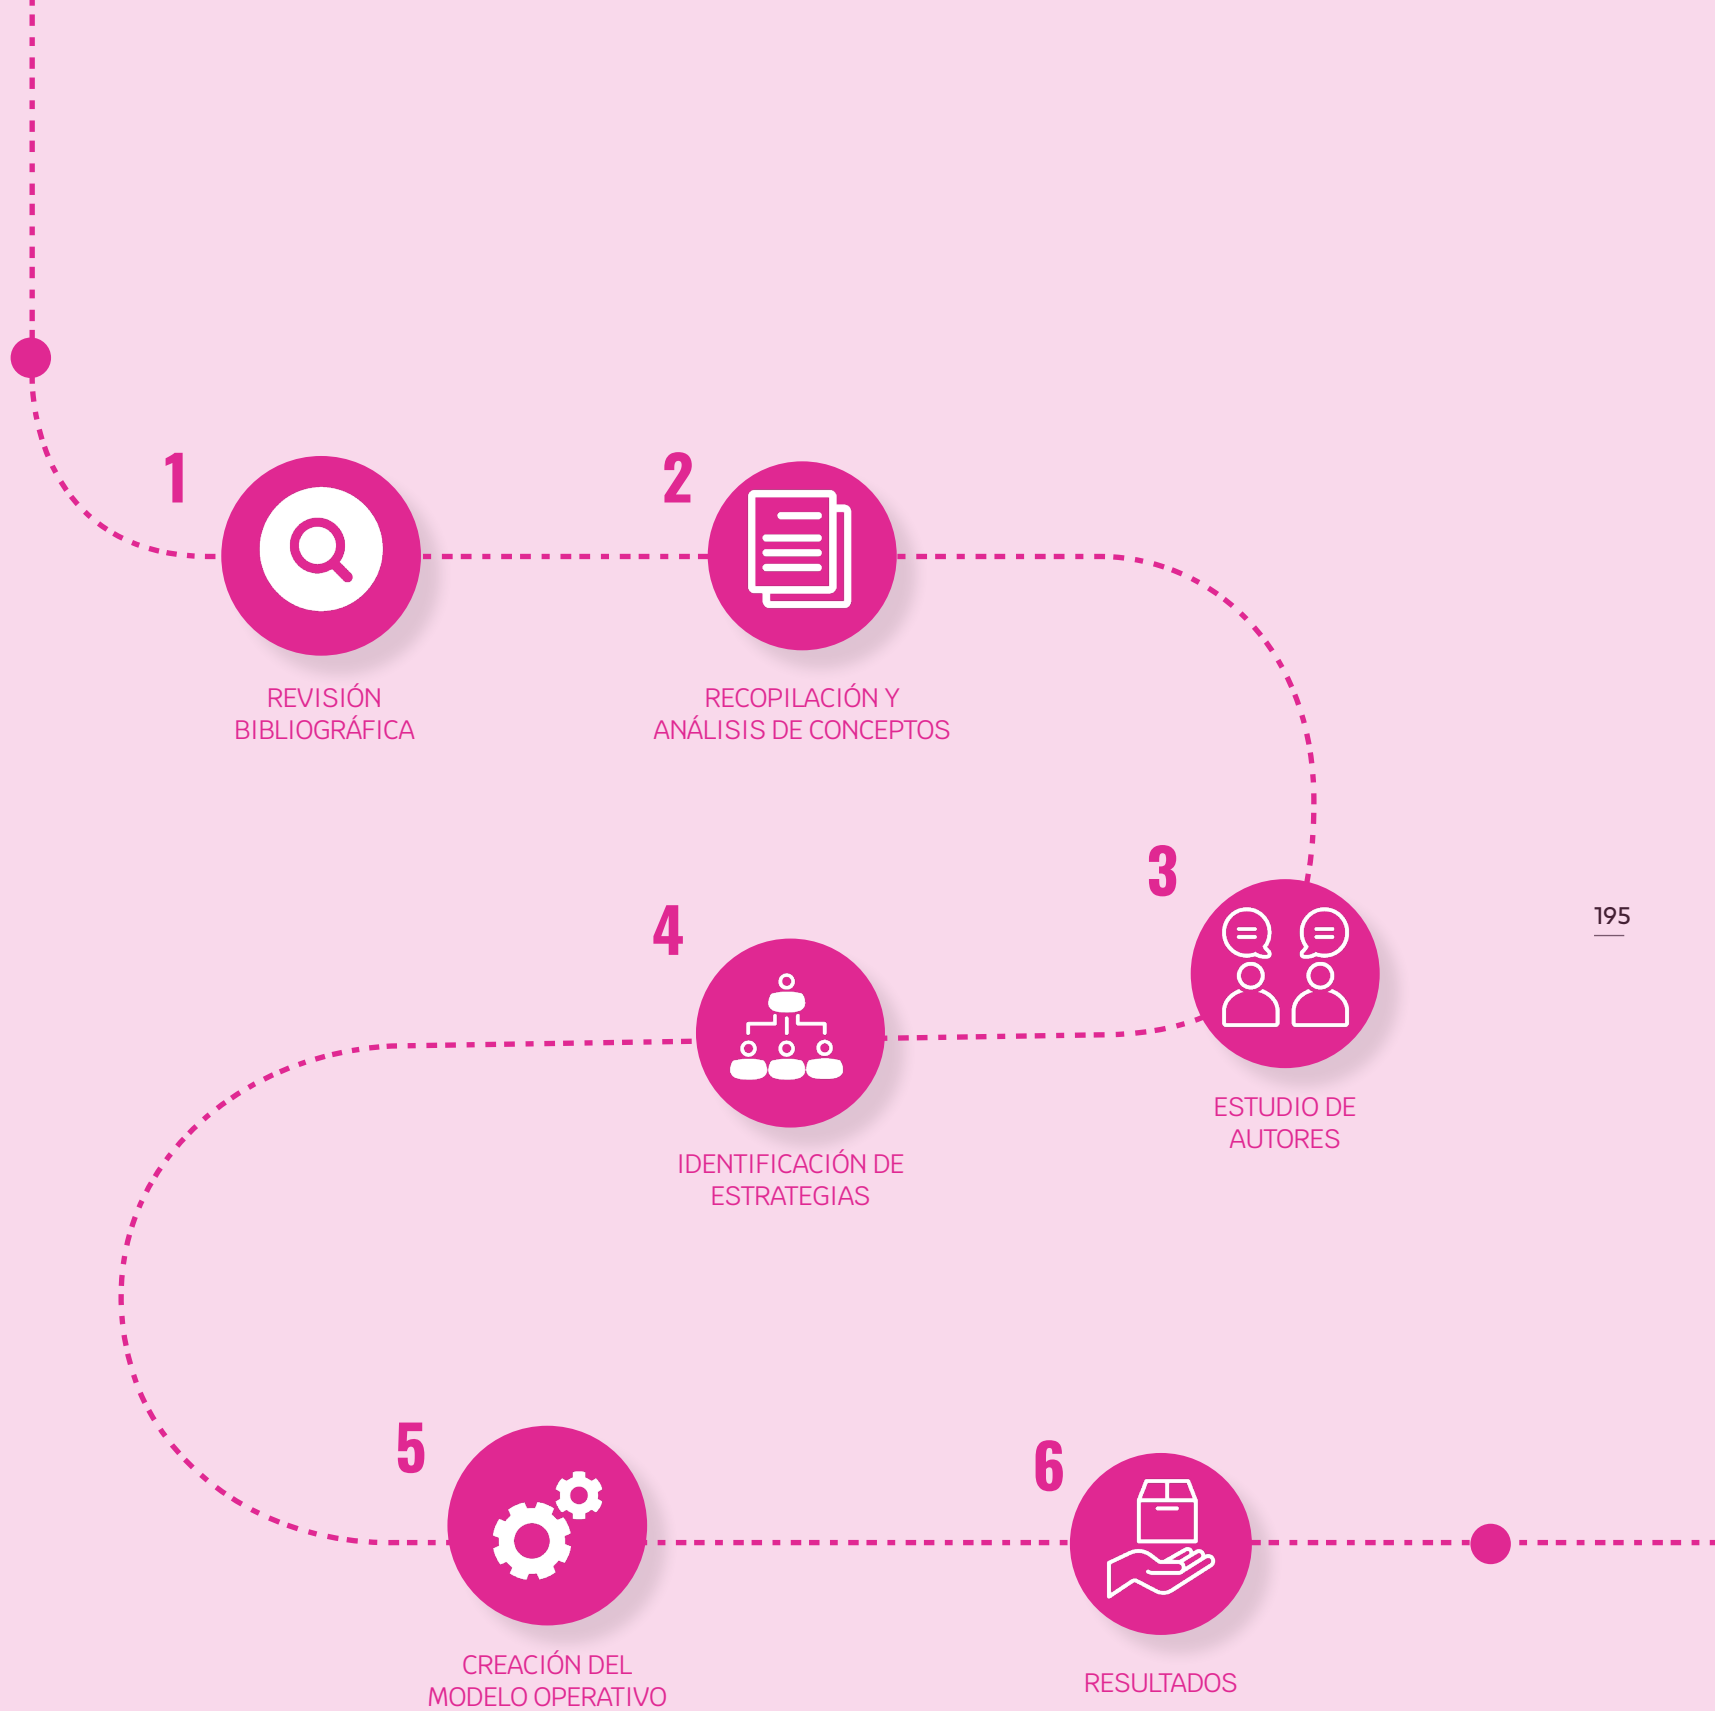 1
REVISIÓN
BIBLIOGRÁFICA
2
RECOPILACIÓN Y
ANÁLISIS DE CONCEPTOS
3
ESTUDIO DE
AUTORES
195
4
IDENTIFICACIÓN DE
ESTRATEGIAS
5
CREACIÓN DEL
MODELO OPERATIVO
6
RESULTADOS